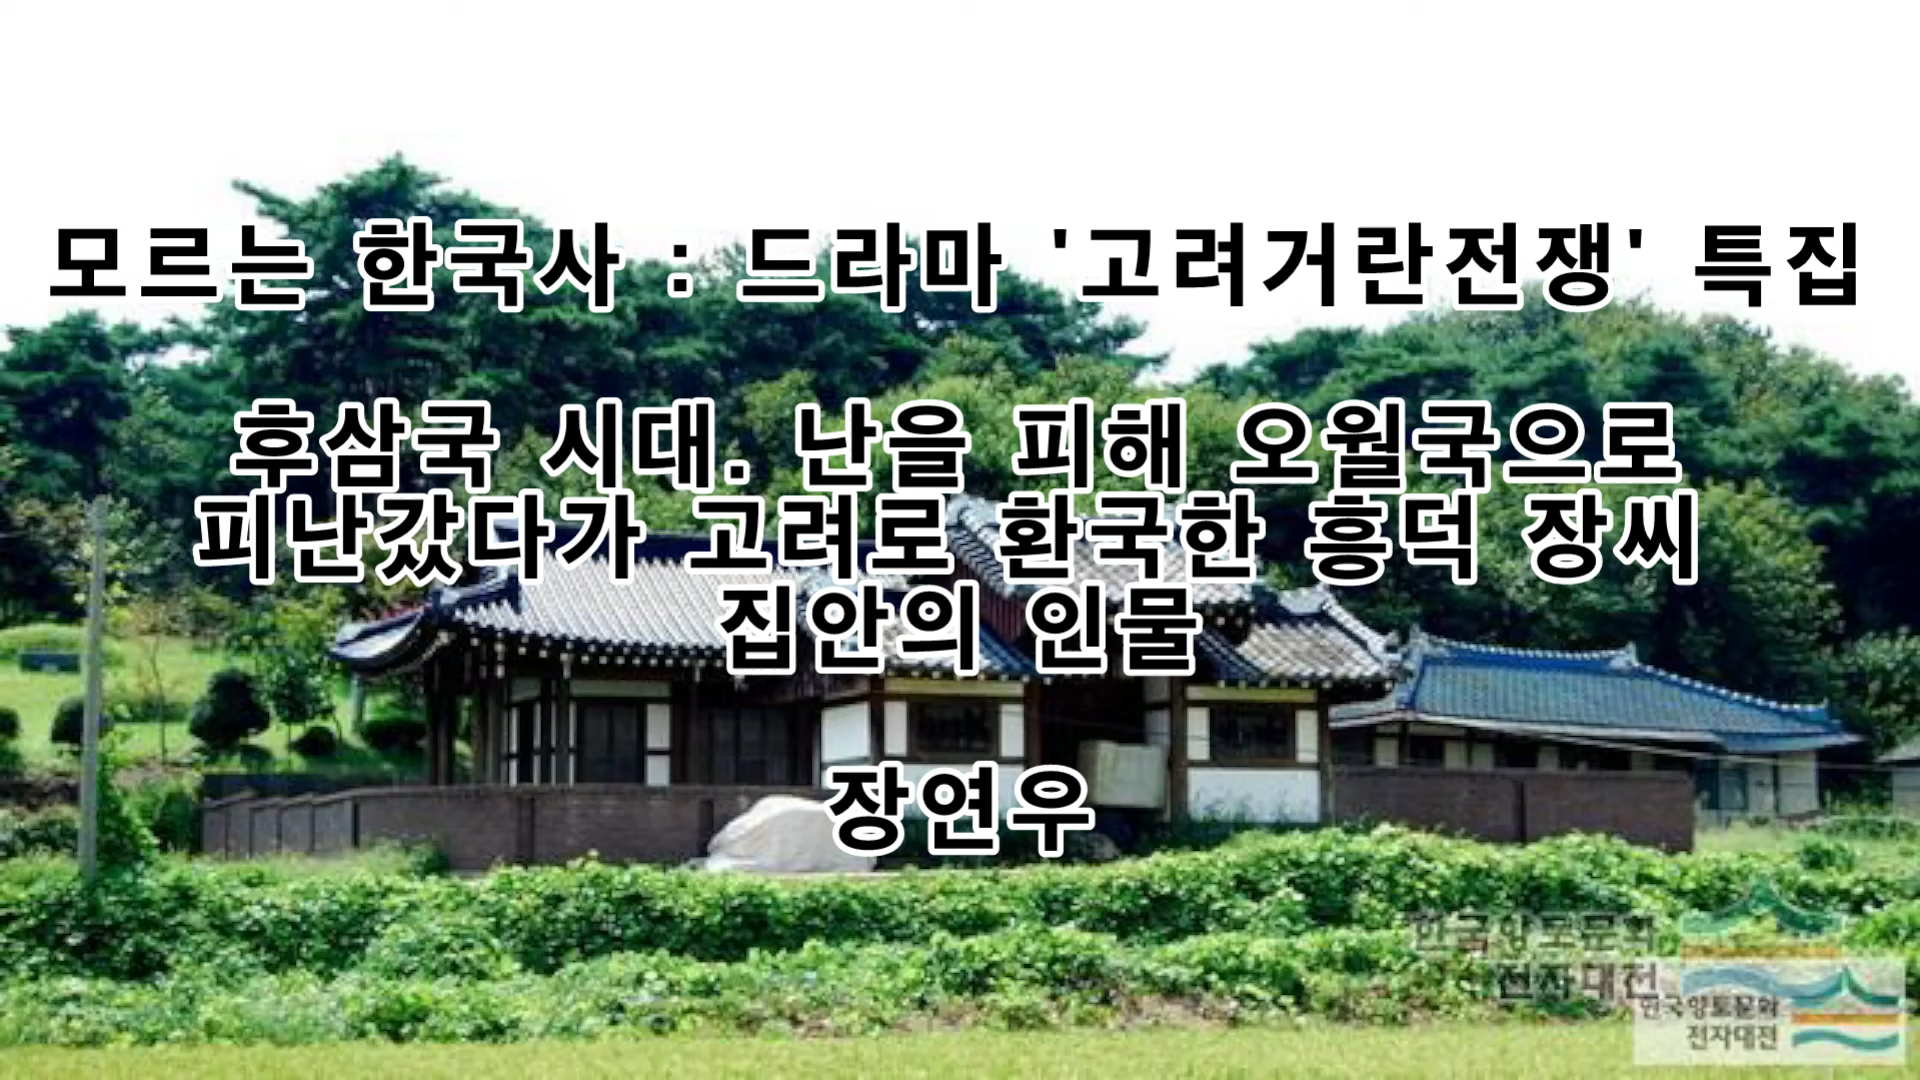 모르는 한국사 : 드라마 '고려거란전쟁' 특집
후삼국 시대. 난을 피해 오월국으로
피난갔다가 고려로 환국한 흥덕 장씨
집안의 인물
장연우
한국향토문화
전자대전
한국향토문화
전자대전